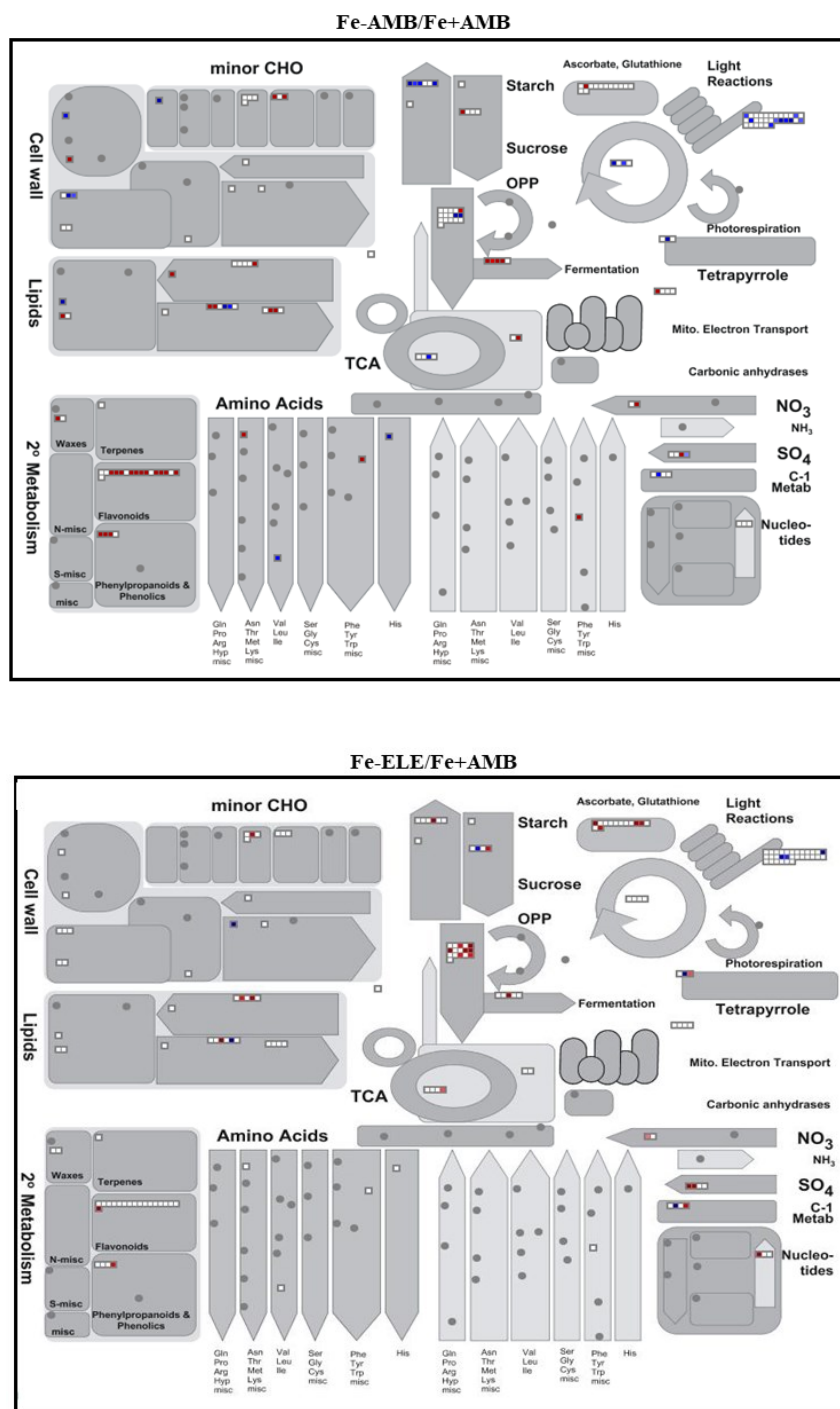 Fe-AMB/Fe+AMB
minor CHO
Cell wall
Lipids
Starch
Sucrose
OPP
Ascorbate, Glutathione
Light
Reactions
Photorespiration
Tetrapyrrole
Fermentation
Mito. Electron Transport
TCA
Carbonic anhydrases
2º Metabolism
Waxes
Terpenes
N-misc
Flavonoids
S-misc
misc
Phenylpropanoids &
Phenolics
Amino Acids
NO3
NH3
SO4
C-1
Metab
Nucleo-
tides
Gln
Pro
Arg
Hyp
misc
Asn
Thr
Met
Lys
misc
Val
Leu
Ile
Ser
Gly
Cys
misc
Phe
Tyr
Trp
misc
His
Gln
Pro
Arg
Hyp
misc
Asn
Thr
Met
Lys
misc
Val
Leu
Ile
Ser
Gly
Cys
misc
Phe
Tyr
Trp
misc
His
Fe-ELE/Fe+AMB
minor CHO
Cell wall
Lipids
Starch
Sucrose
OPP
Ascorbate, Glutathione
Light
Reactions
Photorespiration
Tetrapyrrole
Fermentation
Mito. Electron Transport
TCA
Carbonic anhydrases
2º Metabolism
Waxes
Terpenes
N-misc
Flavonoids
S-misc
misc
Phenylpropanoids &
Phenolics
Amino Acids
NO3
NH3
SO4
C-1
Metab
Nucleo-
tides
Gln
Pro
Arg
Hyp
misc
Asn
Thr
Met
Lys
misc
Val
Leu
Ile
Ser
Gly
Cys
misc
Phe
Tyr
Trp
misc
His
Gln
Pro
Arg
Hyp
misc
Asn
Thr
Met
Lys
misc
Val
Leu
Ile
Ser
Gly
Cys
misc
Phe
Tyr
Trp
misc
His